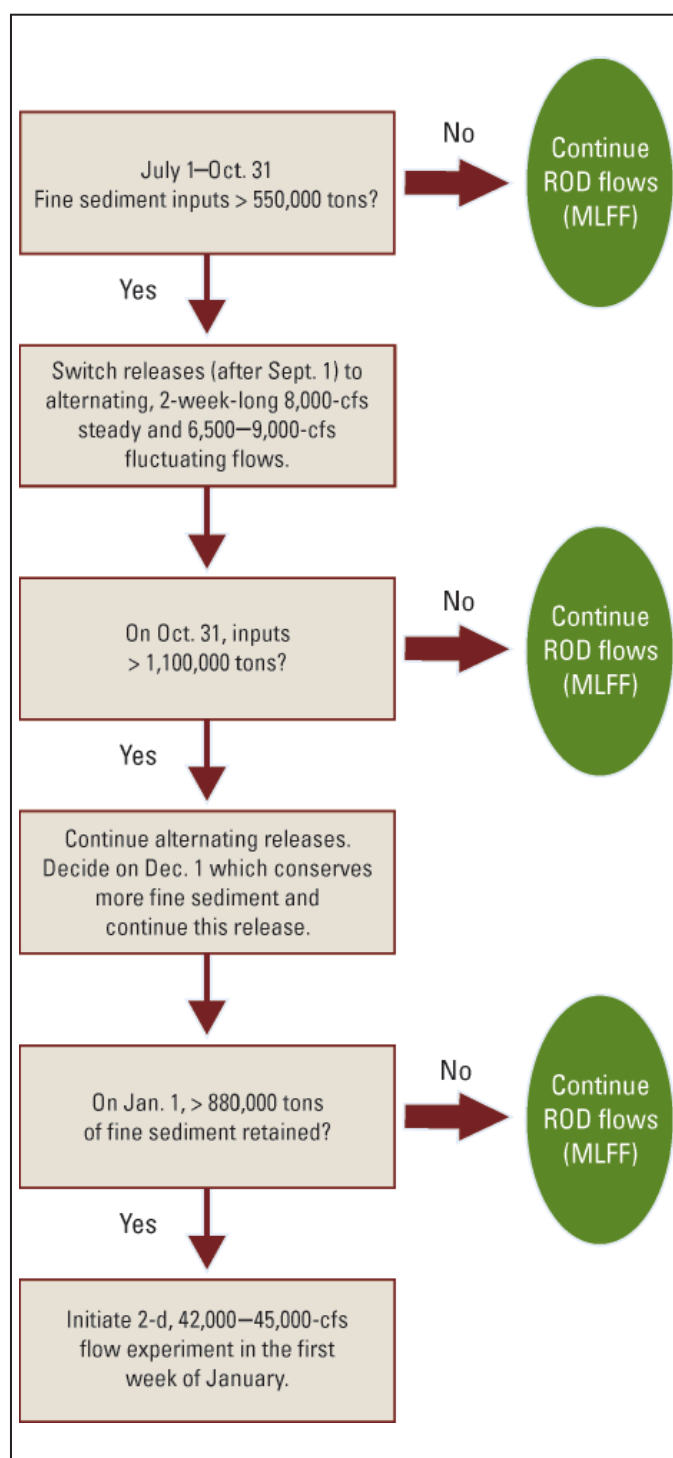 July 1–Oct. 31
Fine sediment inputs > 550,000 tons?
No
Continue
ROD flows
(MLFF)
Yes
Switch releases (after Sept. 1) to
alternating, 2-week-long 8,000-cfs
steady and 6,500–9,000-cfs
fluctuating flows.
On Oct. 31, inputs
> 1,100,000 tons?
No
Continue
ROD flows
(MLFF)
Yes
Continue alternating releases.
Decide on Dec. 1 which conserves
more fine sediment and
continue this release.
On Jan. 1, > 880,000 tons
of fine sediment retained?
No
Continue
ROD flows
(MLFF)
Yes
Initiate 2-d, 42,000–45,000-cfs
flow experiment in the first
week of January.